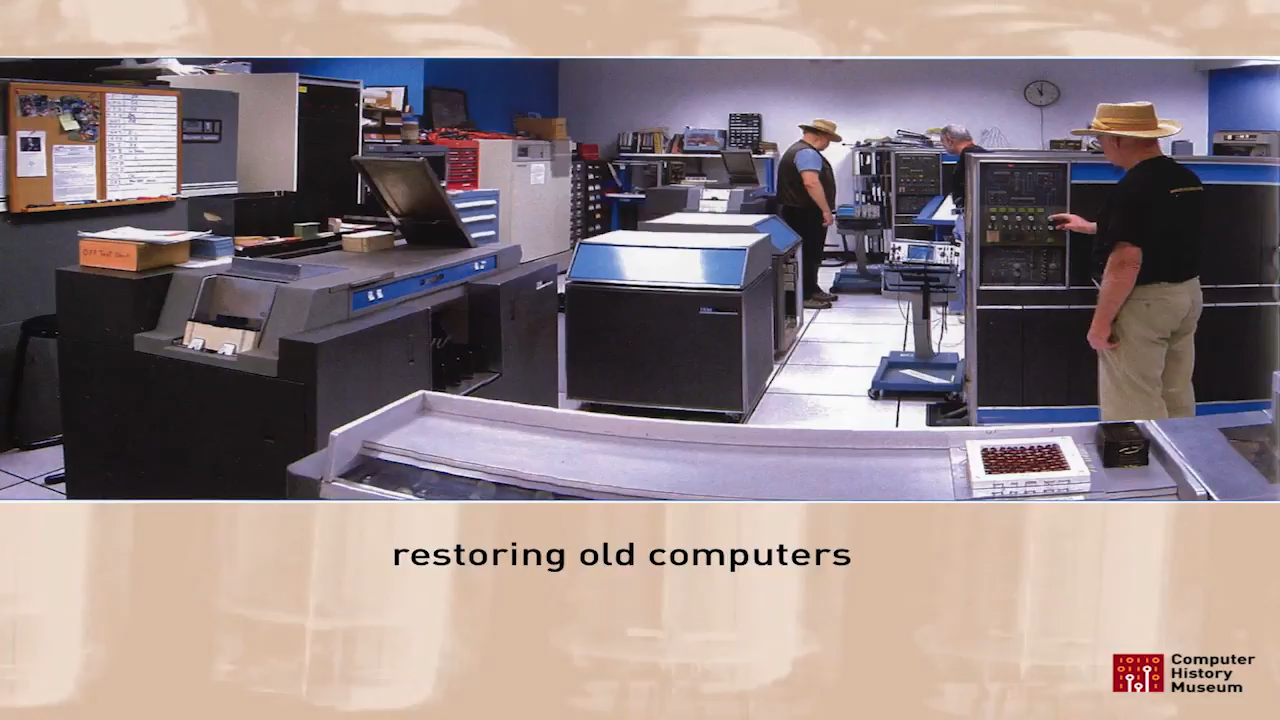 restoring old computers
Computer
History
Museum